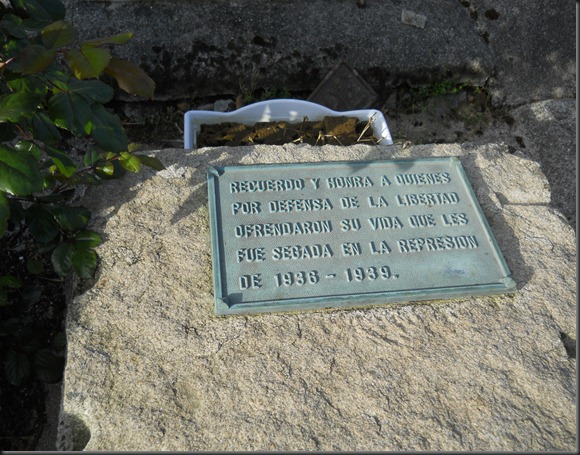 RECUERDO Y HONRA A QUIENES
POR DEFENSA DE LA LIBERTAD
OFRENDARON SU VIDA QUE LES
FUE SEGADA EN LA REPRESION
DE 1936 - 1939.